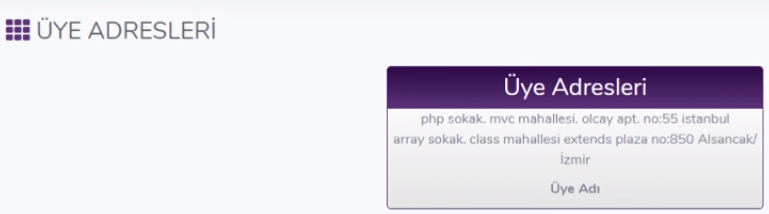 ÜYE ADRESLERİ
Üye Adresleri
php sokak. mvc mahallesi. olcay apt. no:55 istanbul
array sokak. class mahallesi extends plaza no:850 Alsancak/
İzmir
Üye Adı